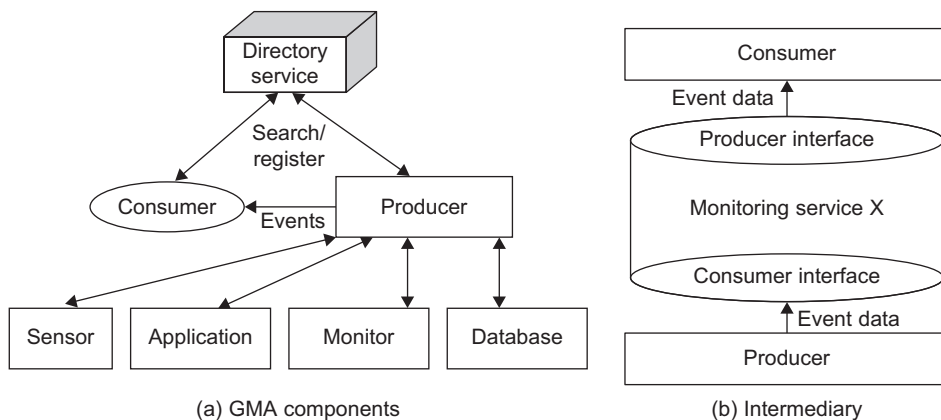 Directory
service
Search/
register
Consumer
Events
Producer
Sensor
Application
Monitor
Database
(a) GMA components
Consumer
Event data
Producer interface
Monitoring service X
Consumer interface
Event data
Producer
(b) Intermediary